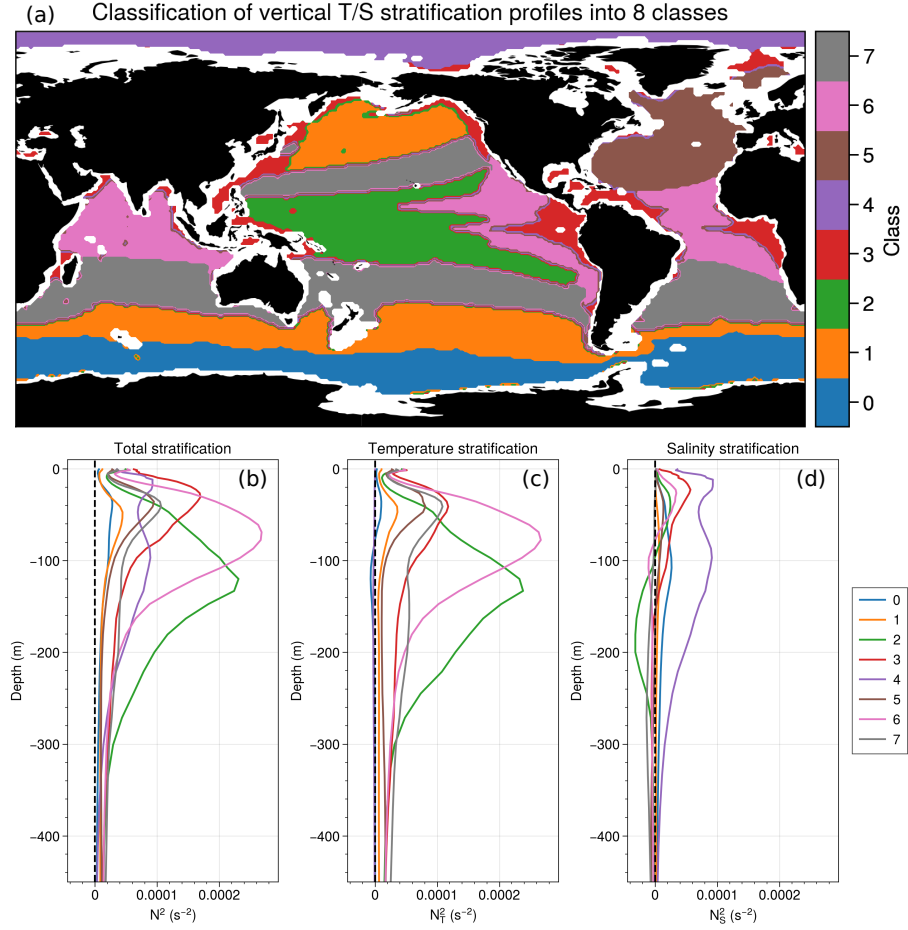 (a) Classification of vertical T/S stratification profiles into 8 classes
7
6
5
4
3
2
1
0
Class
Total stratification
Temperature stratification
Salinity stratification
(b)
(c)
(d)
0
−100
−200
−300
−400
Depth (m)
0 0.0001 0.0002
N² (s⁻²)
0
−100
−200
−300
−400
Depth (m)
0 0.0001 0.0002
N²_T (s⁻²)
0
−100
−200
−300
−400
Depth (m)
0 0.0001 0.0002
N²_S (s⁻²)
0
1
2
3
4
5
6
7